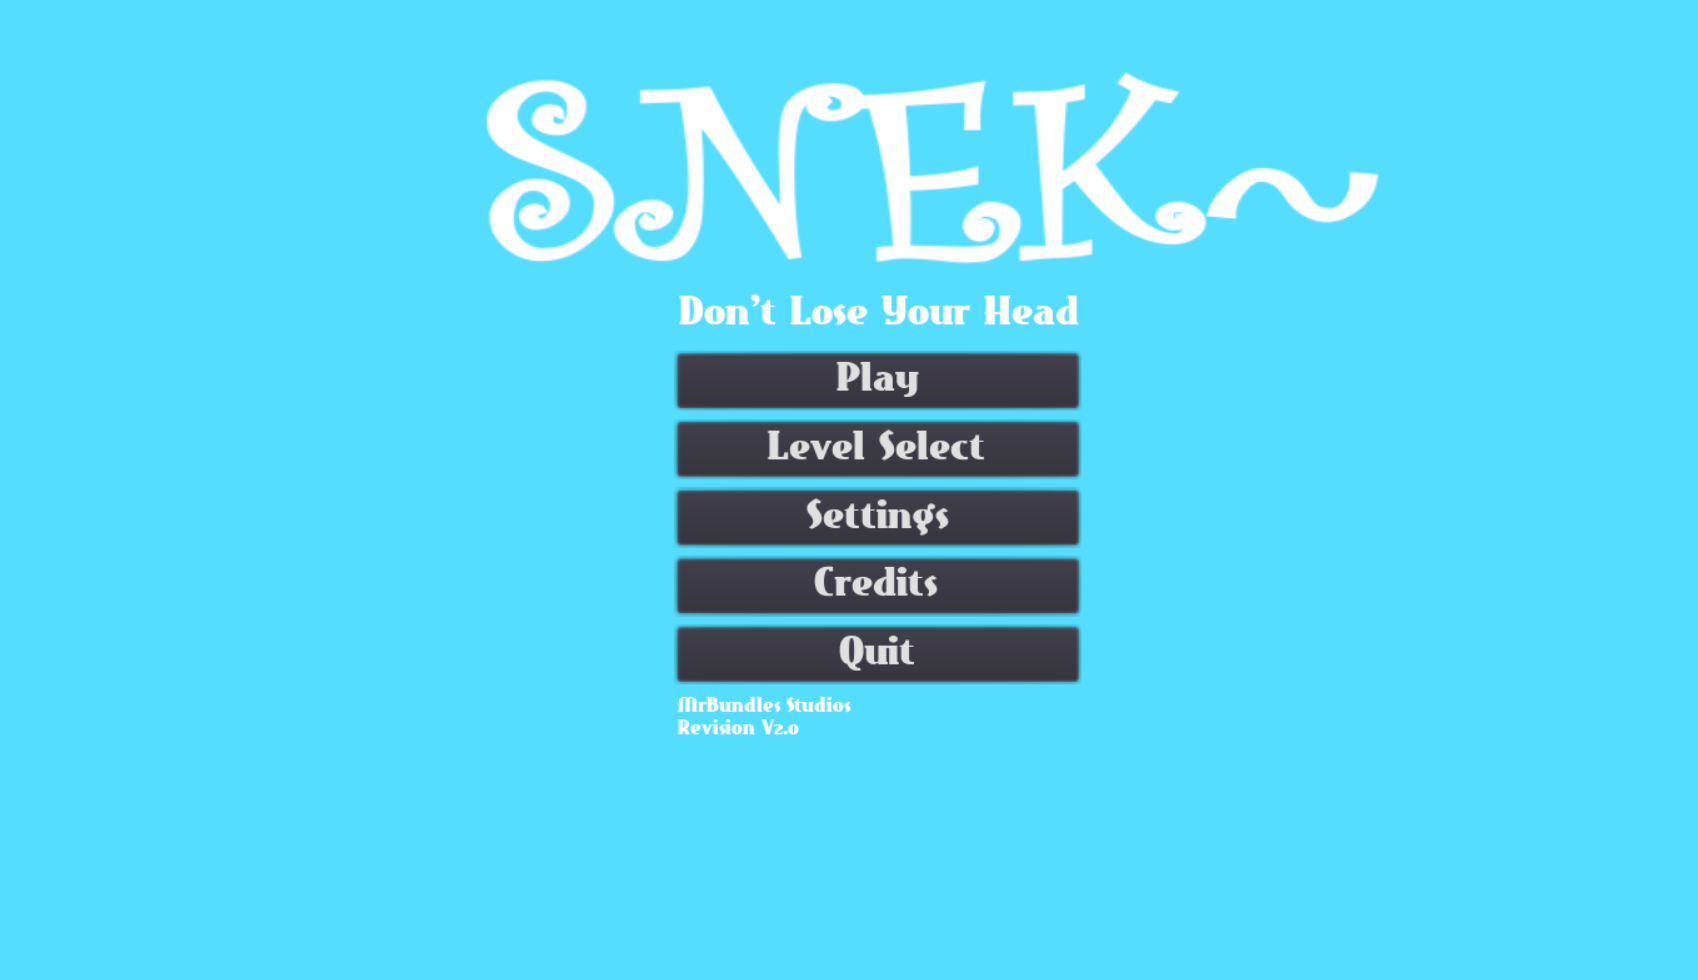 SNEK~
Don't Lose Your Head
Play
Level Select
Settings
Credits
Quit
MrBundles Studios
Revision V2.0